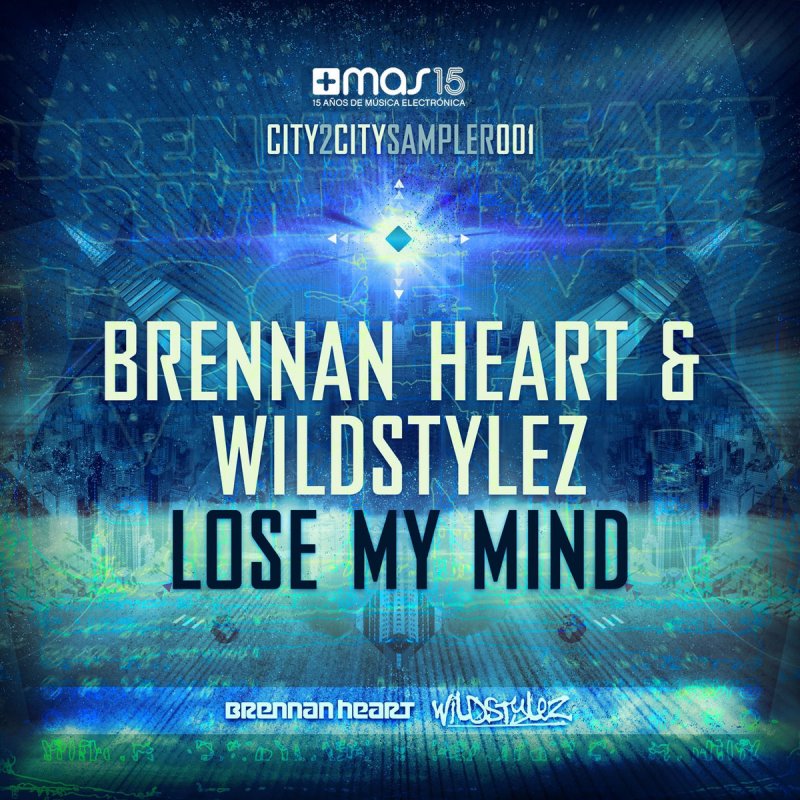 +mas15
15 AÑOS DE MÚSICA ELECTRÓNICA
CITY2CITYSAMPLER001
BRENNAN HEART &
WILDSTYLEZ
LOSE MY MIND
BRENNAN HEART WILDSTYLEZ